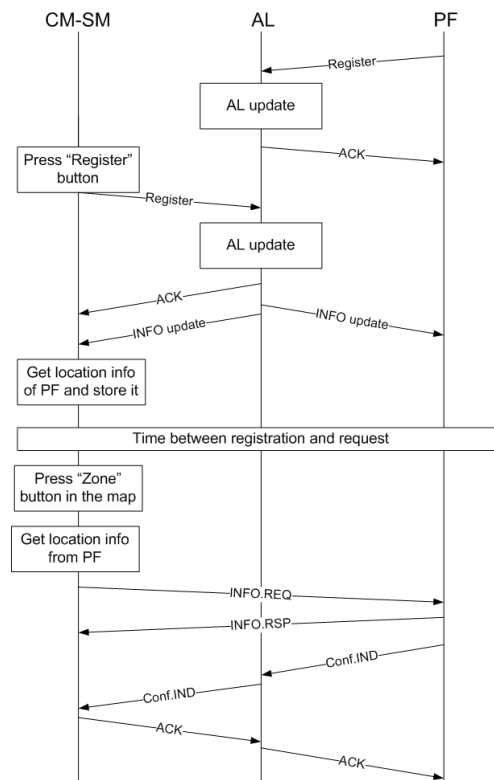 CM-SM AL PF
Register
AL update
ACK
Press “Register”
button
Register
AL update
ACK
INFO update
INFO update
Get location info
of PF and store it
Time between registration and request
Press “Zone”
button in the map
Get location info
from PF
INFO.REQ
INFO.RSP
Conf.IND
Conf.IND
ACK
ACK